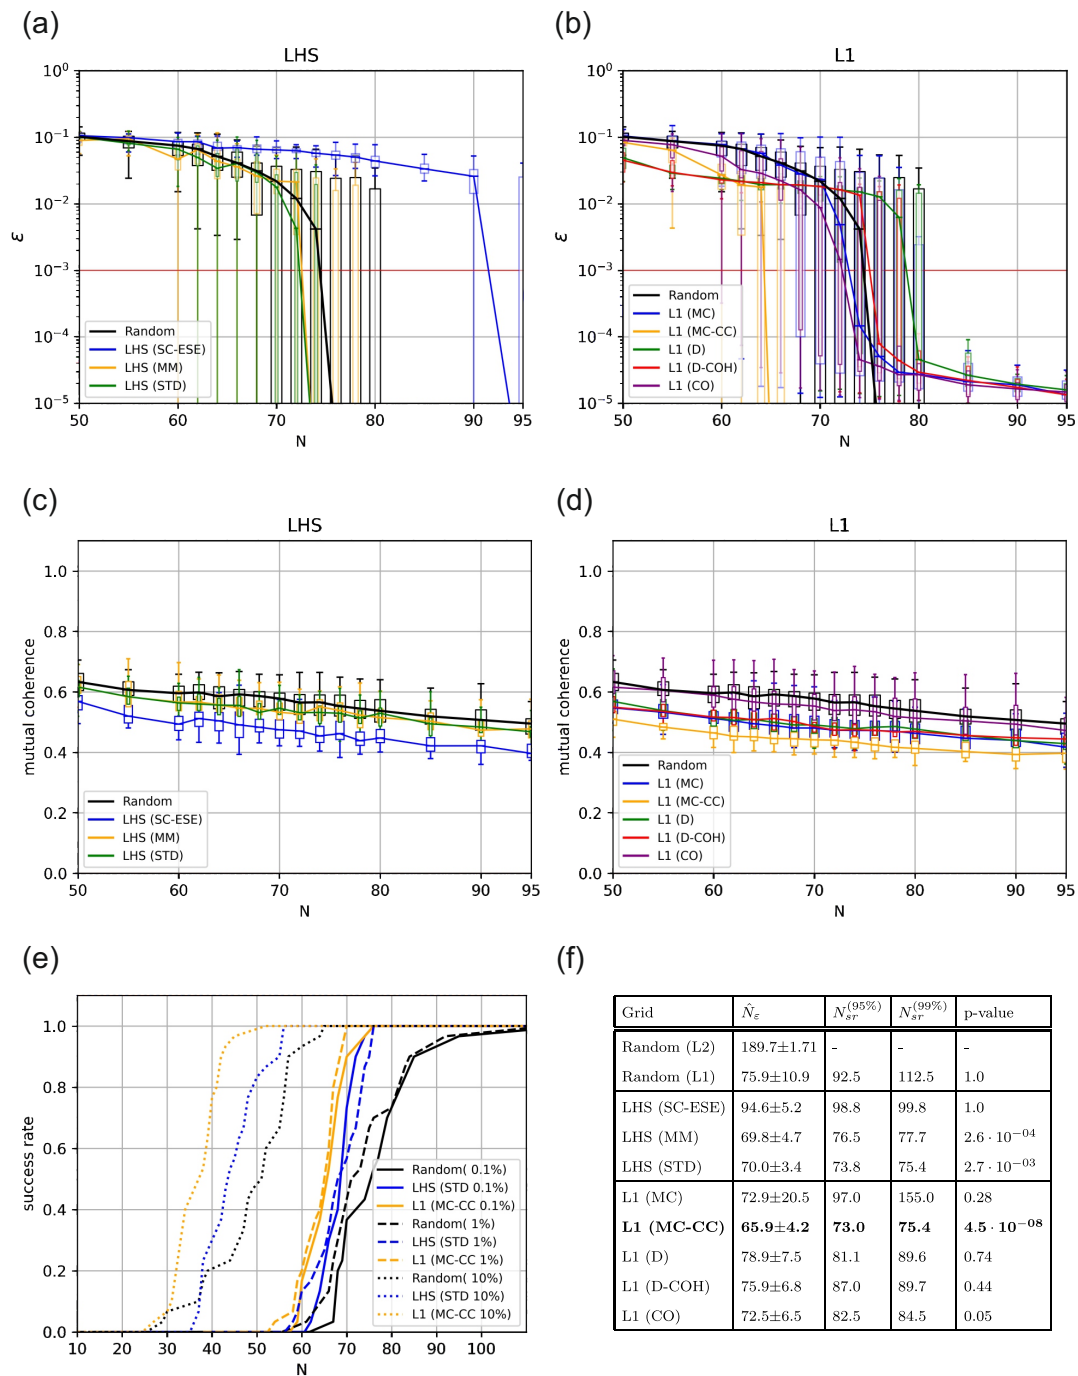 (a)
LHS
10^0
10^-1
10^-2
10^-3
10^-4
10^-5
ε
50 60 70 80 90 95
N
Random
LHS (SC-ESE)
LHS (MM)
LHS (STD)
(b)
L1
10^0
10^-1
10^-2
10^-3
10^-4
10^-5
ε
50 60 70 80 90 95
N
Random
L1 (MC)
L1 (MC-CC)
L1 (D)
L1 (D-COH)
L1 (CO)
(c)
LHS
1.0
0.8
0.6
0.4
0.2
0.0
mutual coherence
50 60 70 80 90 95
N
Random
LHS (SC-ESE)
LHS (MM)
LHS (STD)
(d)
L1
1.0
0.8
0.6
0.4
0.2
0.0
mutual coherence
50 60 70 80 90 95
N
Random
L1 (MC)
L1 (MC-CC)
L1 (D)
L1 (D-COH)
L1 (CO)
(e)
1.0
0.8
0.6
0.4
0.2
0.0
success rate
10 20 30 40 50 60 70 80 90 100
N
Random( 0.1%)
LHS (STD 0.1%)
L1 (MC-CC 0.1%)
Random( 1%)
LHS (STD 1%)
L1 (MC-CC 1%)
Random( 10%)
LHS (STD 10%)
L1 (MC-CC 10%)
(f)
Grid N̂_ε N_sr^(95%) N_sr^(99%) p-value
Random (L2) 189.7±1.71 - - -
Random (L1) 75.9±10.9 92.5 112.5 1.0
LHS (SC-ESE) 94.6±5.2 98.8 99.8 1.0
LHS (MM) 69.8±4.7 76.5 77.7 2.6 · 10^-04
LHS (STD) 70.0±3.4 73.8 75.4 2.7 · 10^-03
L1 (MC) 72.9±20.5 97.0 155.0 0.28
L1 (MC-CC) 65.9±4.2 73.0 75.4 4.5 · 10^-08
L1 (D) 78.9±7.5 81.1 89.6 0.74
L1 (D-COH) 75.9±6.8 87.0 89.7 0.44
L1 (CO) 72.5±6.5 82.5 84.5 0.05